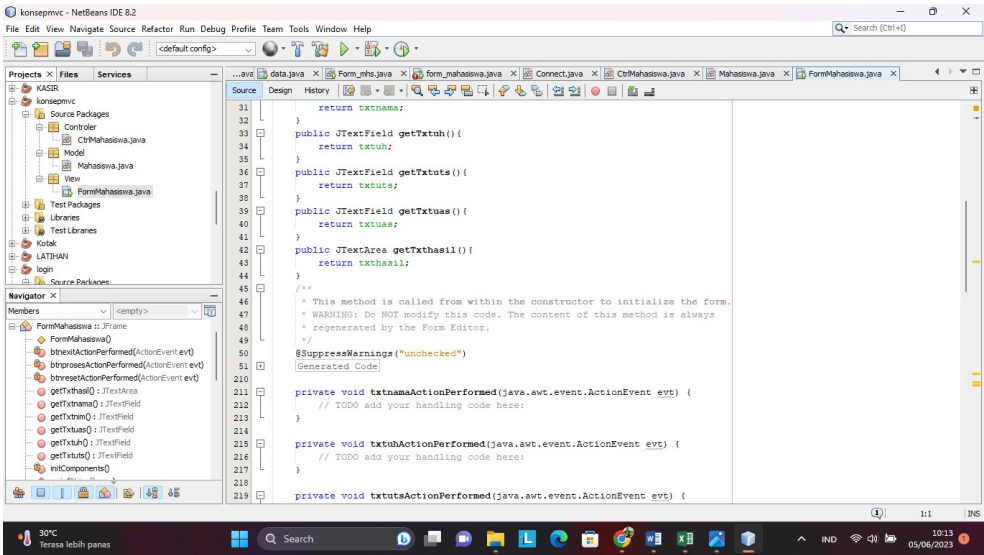 konsepmvc - NetBeans IDE 8.2
File Edit View Navigate Source Refactor Run Debug Profile Team Tools Window Help
Search (Ctrl+I)
<default config>
Projects Files Services
...ava data.java Form_mhs.java form_mahasiswa.java Connect.java CtrlMahasiswa.java Mahasiswa.java FormMahasiswa.java
Source Design History
KASIR
konsepmvc
Source Packages
Controler
CtrlMahasiswa.java
Model
Mahasiswa.java
View
FormMahasiswa.java
Test Packages
Libraries
Test Libraries
Kotak
LATIHAN
login
Source Packages
Navigator
Members <empty>
FormMahasiswa :: JFrame
FormMahasiswa()
btnexitActionPerformed(ActionEvent evt)
btnprosesActionPerformed(ActionEvent evt)
btnresetActionPerformed(ActionEvent evt)
getTxthasil() : JTextArea
getTxtnama() : JTextField
getTxtnim() : JTextField
getTxtuas() : JTextField
getTxtuh() : JTextField
getTxtuts() : JTextField
initComponents()
31 return txtnama;
32 }
33 public JTextField getTxtuh(){
34 return txtuh;
35 }
36 public JTextField getTxtuts(){
37 return txtuts;
38 }
39 public JTextField getTxtuas(){
40 return txtuas;
41 }
42 public JTextArea getTxthasil(){
43 return txthasil;
44 }
45 /**
46 * This method is called from within the constructor to initialize the form.
47 * WARNING: Do NOT modify this code. The content of this method is always
48 * regenerated by the Form Editor.
49 */
50 @SuppressWarnings("unchecked")
51 Generated Code
210
211 private void txtnamaActionPerformed(java.awt.event.ActionEvent evt) {
212 // TODO add your handling code here:
213 }
214
215 private void txtuhActionPerformed(java.awt.event.ActionEvent evt) {
216 // TODO add your handling code here:
217 }
218
219 private void txtutsActionPerformed(java.awt.event.ActionEvent evt) {
1:1 INS
30°C
Terasa lebih panas
Search
IND
10:13
05/06/2023